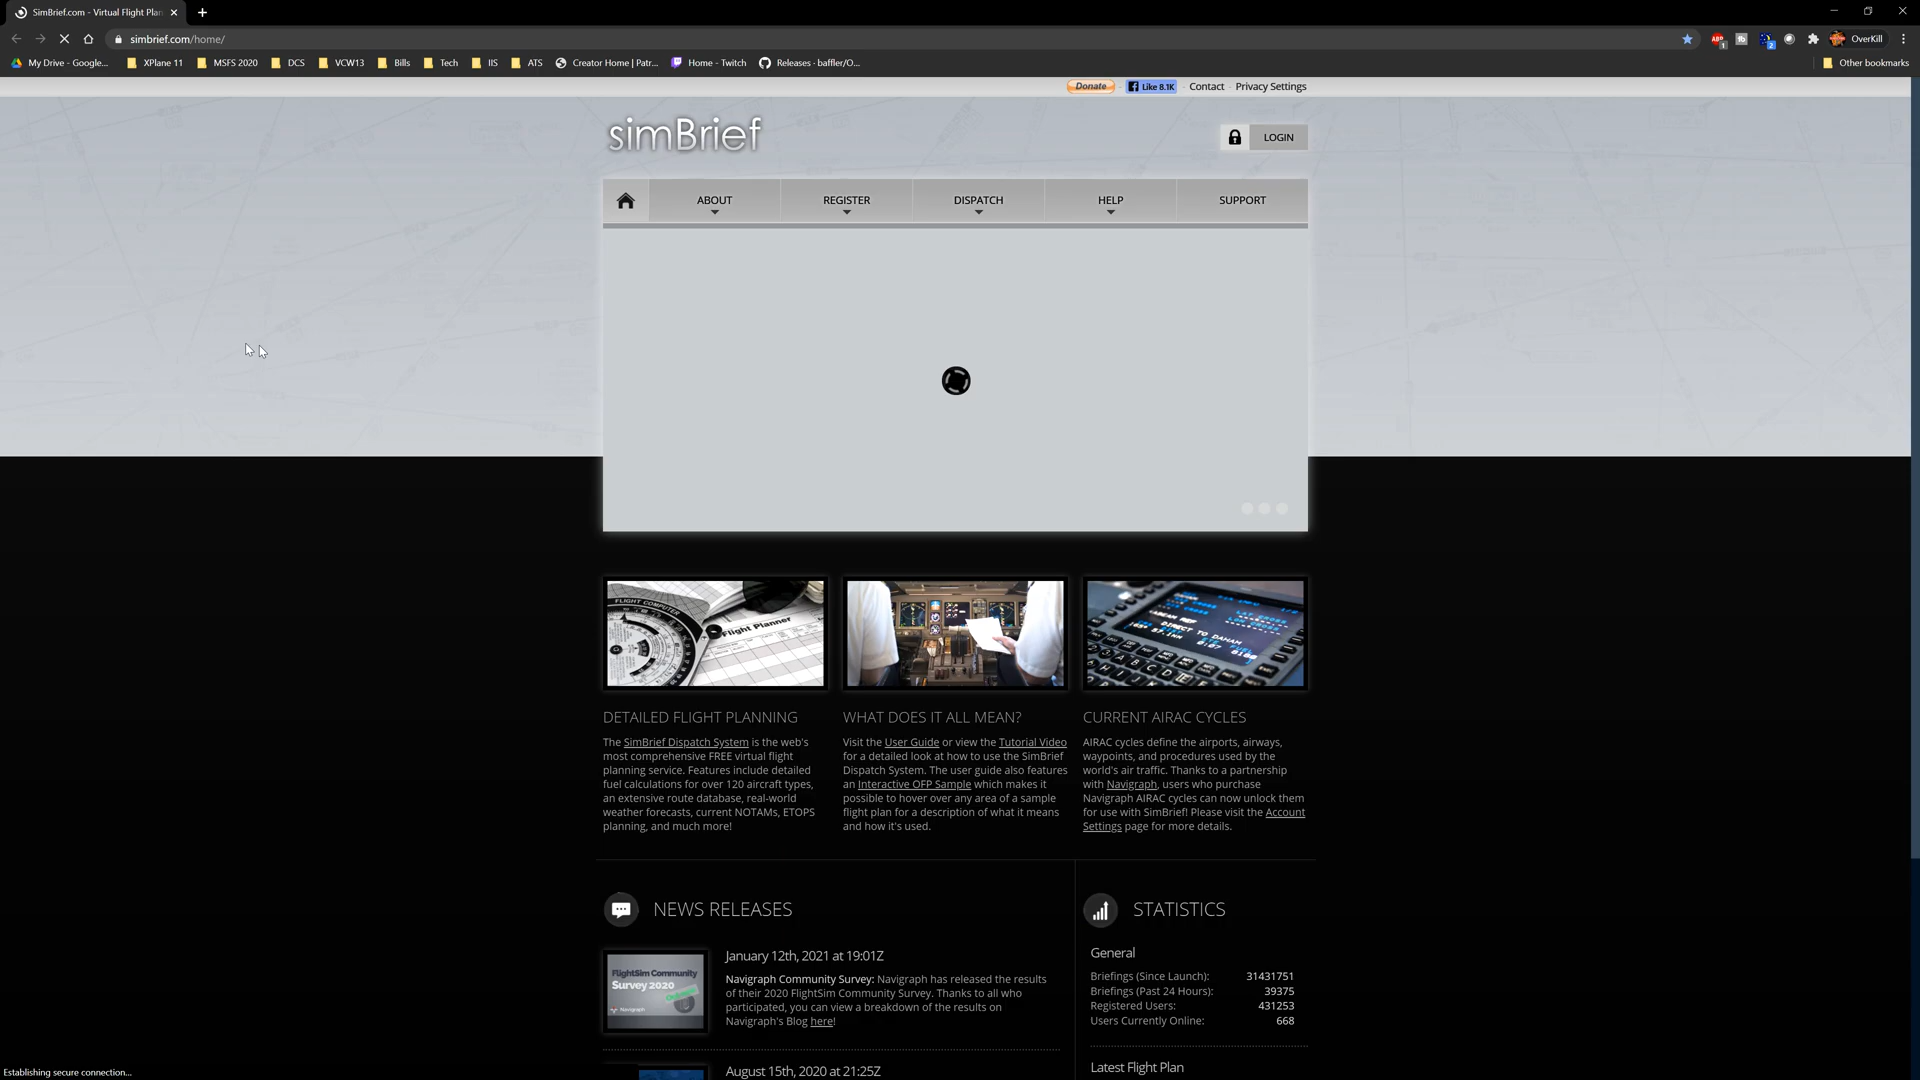 SimBrief.com - Virtual Flight Plan
simbrief.com/home/
OverKill
My Drive - Google...
XPlane 11
MSFS 2020
DCS
VCW13
Bills
Tech
IIS
ATS
Creator Home | Patr...
Home - Twitch
Releases · baffler/O...
Other bookmarks
Donate
Like 8.1K
Contact
Privacy Settings
simBrief
LOGIN
ABOUT
REGISTER
DISPATCH
HELP
SUPPORT
FLIGHT COMPUTER
Flight Planner
DIRECT TO DAHAM
DETAILED FLIGHT PLANNING
The SimBrief Dispatch System is the web's
most comprehensive FREE virtual flight
planning service. Features include detailed
fuel calculations for over 120 aircraft types,
an extensive route database, real-world
weather forecasts, current NOTAMs, ETOPS
planning, and much more!
WHAT DOES IT ALL MEAN?
Visit the User Guide or view the Tutorial Video
for a detailed look at how to use the SimBrief
Dispatch System. The user guide also features
an Interactive OFP Sample which makes it
possible to hover over any area of a sample
flight plan for a description of what it means
and how it's used.
CURRENT AIRAC CYCLES
AIRAC cycles define the airports, airways,
waypoints, and procedures used by the
world's air traffic. Thanks to a partnership
with Navigraph, users who purchase
Navigraph AIRAC cycles can now unlock them
for use with SimBrief! Please visit the Account
Settings page for more details.
NEWS RELEASES
FlightSim Community
Survey 2020
Navigraph
January 12th, 2021 at 19:01Z
Navigraph Community Survey: Navigraph has released the results
of their 2020 FlightSim Community Survey. Thanks to all who
participated, you can view a breakdown of the results on
Navigraph's Blog here!
August 15th, 2020 at 21:25Z
STATISTICS
General
Briefings (Since Launch): 31431751
Briefings (Past 24 Hours): 39375
Registered Users: 431253
Users Currently Online: 668
Latest Flight Plan
Establishing secure connection...